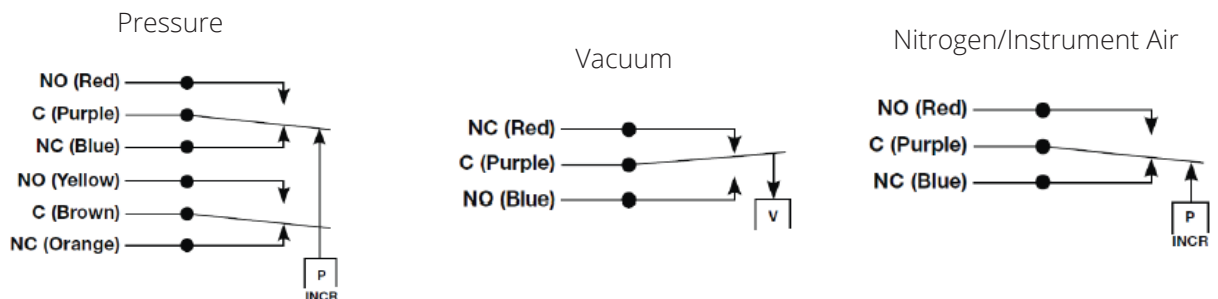 Pressure
NO (Red)
C (Purple)
NC (Blue)
NO (Yellow)
C (Brown)
NC (Orange)
P
INCR
Vacuum
NC (Red)
C (Purple)
NO (Blue)
V
Nitrogen/Instrument Air
NO (Red)
C (Purple)
NC (Blue)
P
INCR